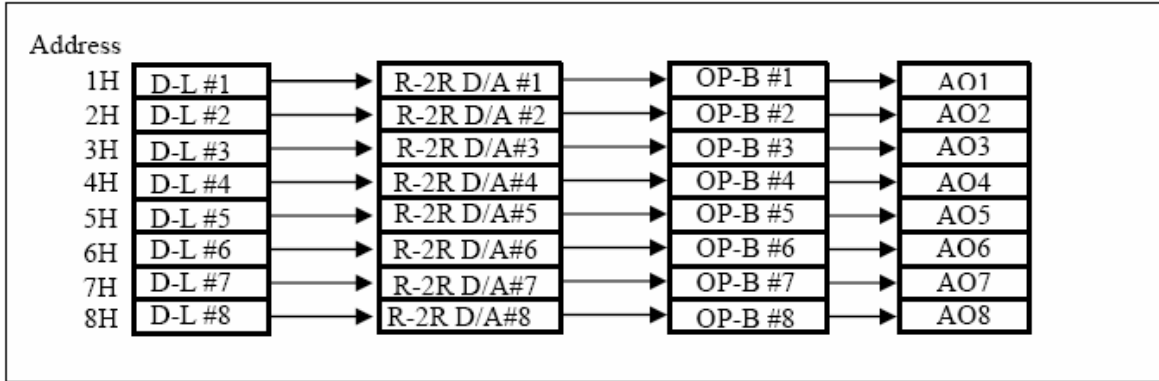 Address
1H D-L #1 R-2R D/A #1 OP-B #1 AO1
2H D-L #2 R-2R D/A #2 OP-B #2 AO2
3H D-L #3 R-2R D/A#3 OP-B #3 AO3
4H D-L #4 R-2R D/A#4 OP-B #4 AO4
5H D-L #5 R-2R D/A#5 OP-B #5 AO5
6H D-L #6 R-2R D/A#6 OP-B #6 AO6
7H D-L #7 R-2R D/A#7 OP-B #7 AO7
8H D-L #8 R-2R D/A#8 OP-B #8 AO8